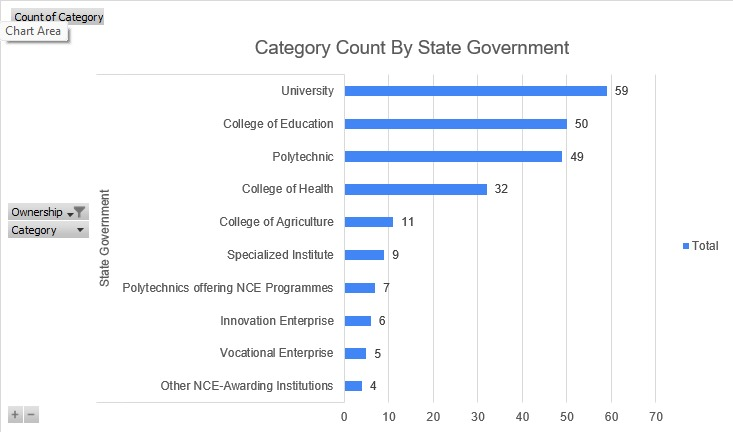 Count of Category
Chart Area
Category Count By State Government
University 59
College of Education 50
Polytechnic 49
College of Health 32
College of Agriculture 11
Specialized Institute 9
Polytechnics offering NCE Programmes 7
Innovation Enterprise 6
Vocational Enterprise 5
Other NCE-Awarding Institutions 4
State Government
Ownership
Category
Total
0 10 20 30 40 50 60 70
+ −